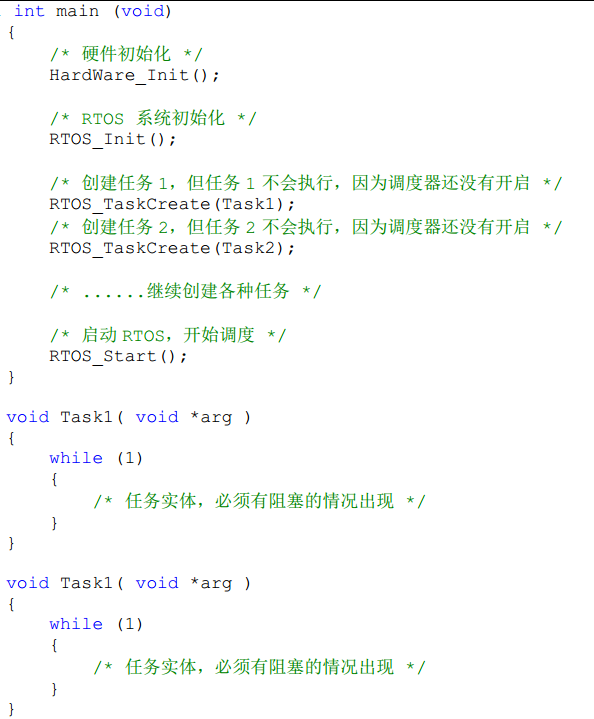 int main (void)
{
/* 硬件初始化 */
HardWare_Init();
/* RTOS 系统初始化 */
RTOS_Init();
/* 创建任务 1，但任务 1 不会执行，因为调度器还没有开启 */
RTOS_TaskCreate(Task1);
/* 创建任务 2，但任务 2 不会执行，因为调度器还没有开启 */
RTOS_TaskCreate(Task2);
/* ......继续创建各种任务 */
/* 启动 RTOS，开始调度 */
RTOS_Start();
}
void Task1( void *arg )
{
while (1)
{
/* 任务实体，必须有阻塞的情况出现 */
}
}
void Task1( void *arg )
{
while (1)
{
/* 任务实体，必须有阻塞的情况出现 */
}
}